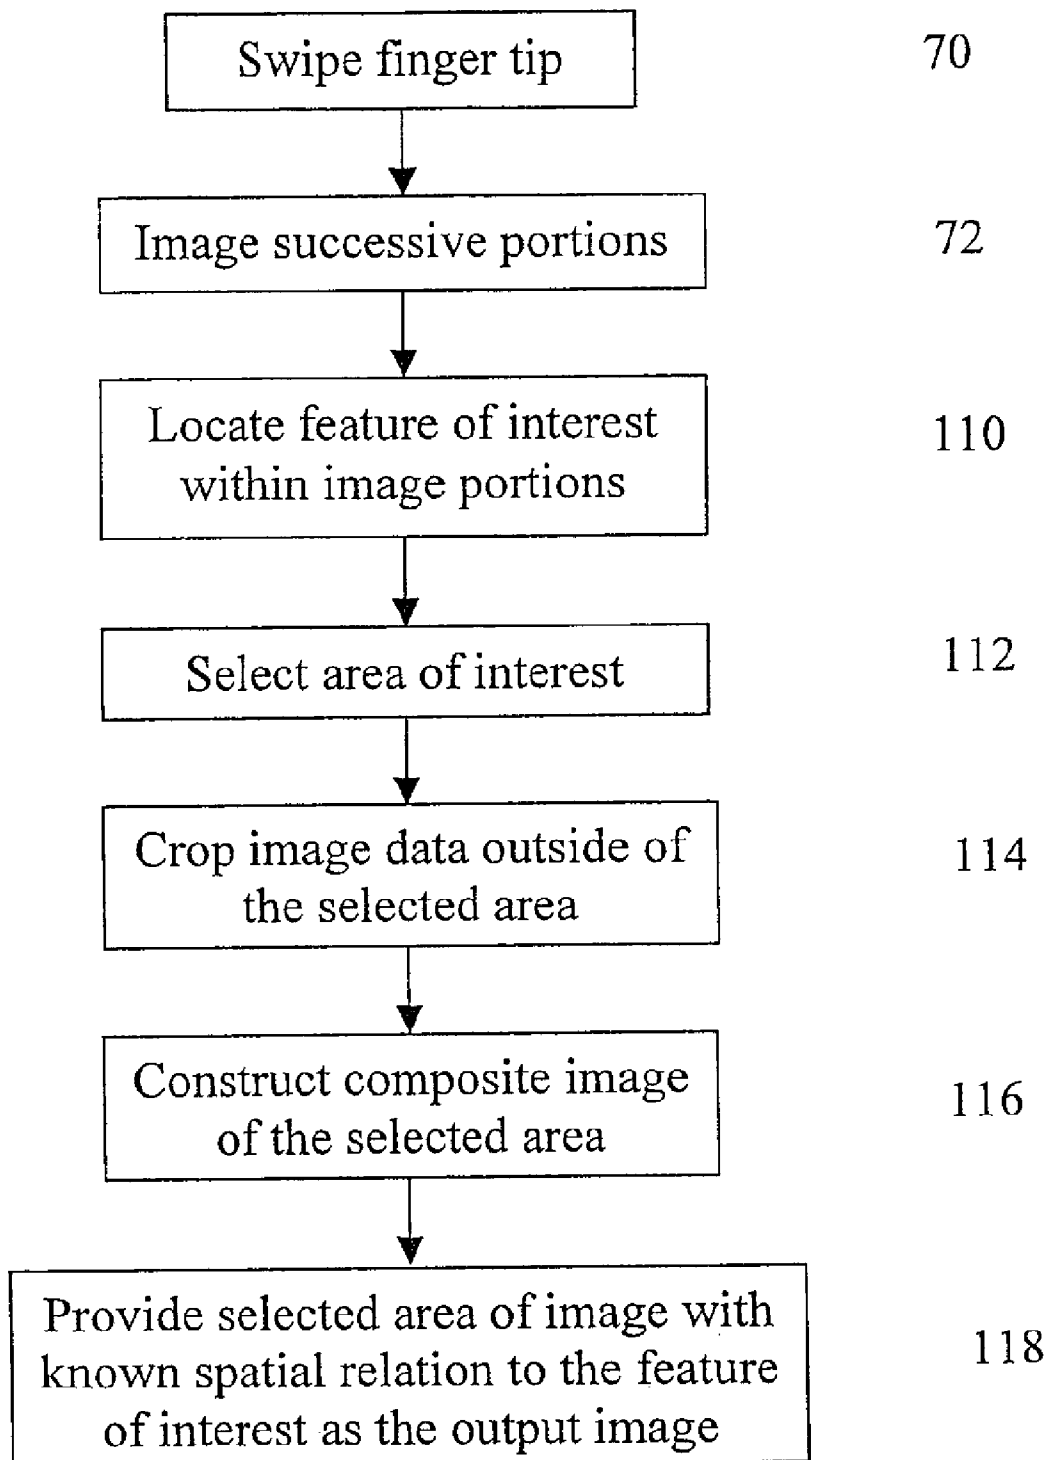 Swipe finger tip
70
Image successive portions
72
Locate feature of interest
within image portions
110
Select area of interest
112
Crop image data outside of
the selected area
114
Construct composite image
of the selected area
116
Provide selected area of image with
known spatial relation to the feature
of interest as the output image
118